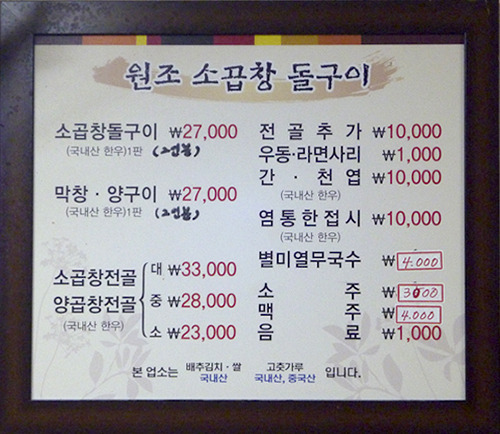 원조 소곱창 돌구이
소곱창돌구이 ₩27,000
(국내산 한우)1판 (2인분)
막창 · 양구이 ₩27,000
(국내산 한우)1판 (2인분)
소곱창전골
양곱창전골
(국내산 한우)
대 ₩33,000
중 ₩28,000
소 ₩23,000
전골추가 ₩10,000
우동·라면사리 ₩1,000
간 · 천엽 ₩10,000
(국내산 한우)
염통한접시 ₩10,000
(국내산 한우)
별미열무국수 ₩ 4.000
소주 ₩ 3000
맥주 ₩ 4.000
음료 ₩1,000
본 업소는 배추김치 · 쌀 국내산 고춧가루 국내산, 중국산 입니다.